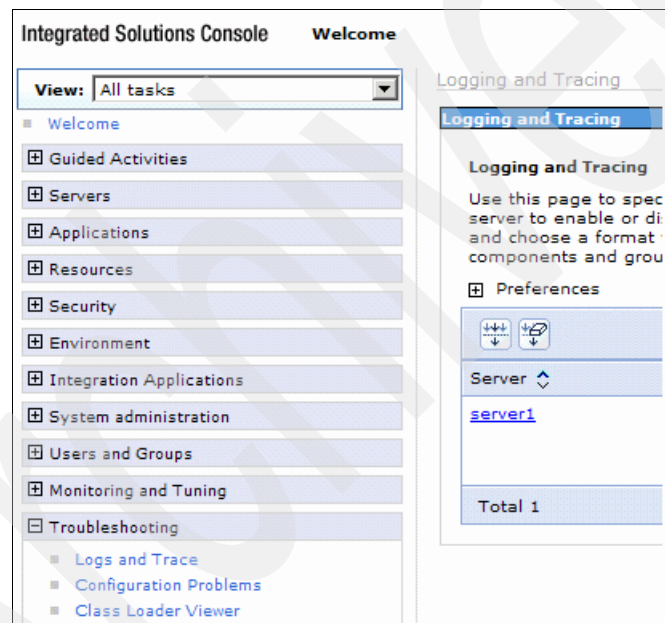 Integrated Solutions Console Welcome
View: All tasks
Welcome
Guided Activities
Servers
Applications
Resources
Security
Environment
Integration Applications
System administration
Users and Groups
Monitoring and Tuning
Troubleshooting
Logs and Trace
Configuration Problems
Class Loader Viewer
Logging and Tracing
Logging and Tracing
Logging and Tracing
Use this page to spec
server to enable or di
and choose a format
components and grou
Preferences
Server
server1
Total 1